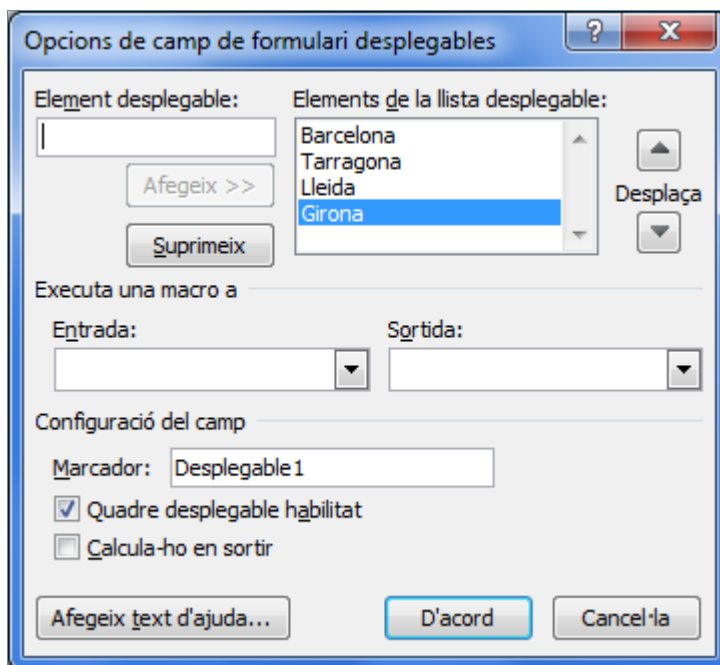 Opcions de camp de formulari desplegables
Element desplegable:
Elements de la llista desplegable:
Barcelona
Tarragona
Lleida
Girona
Afegeix >>
Suprimeix
Desplaça
Executa una macro a
Entrada:
Sortida:
Configuració del camp
Marcador: Desplegable1
Quadre desplegable habilitat
Calcula-ho en sortir
Afegeix text d'ajuda...
D'acord
Cancel·la